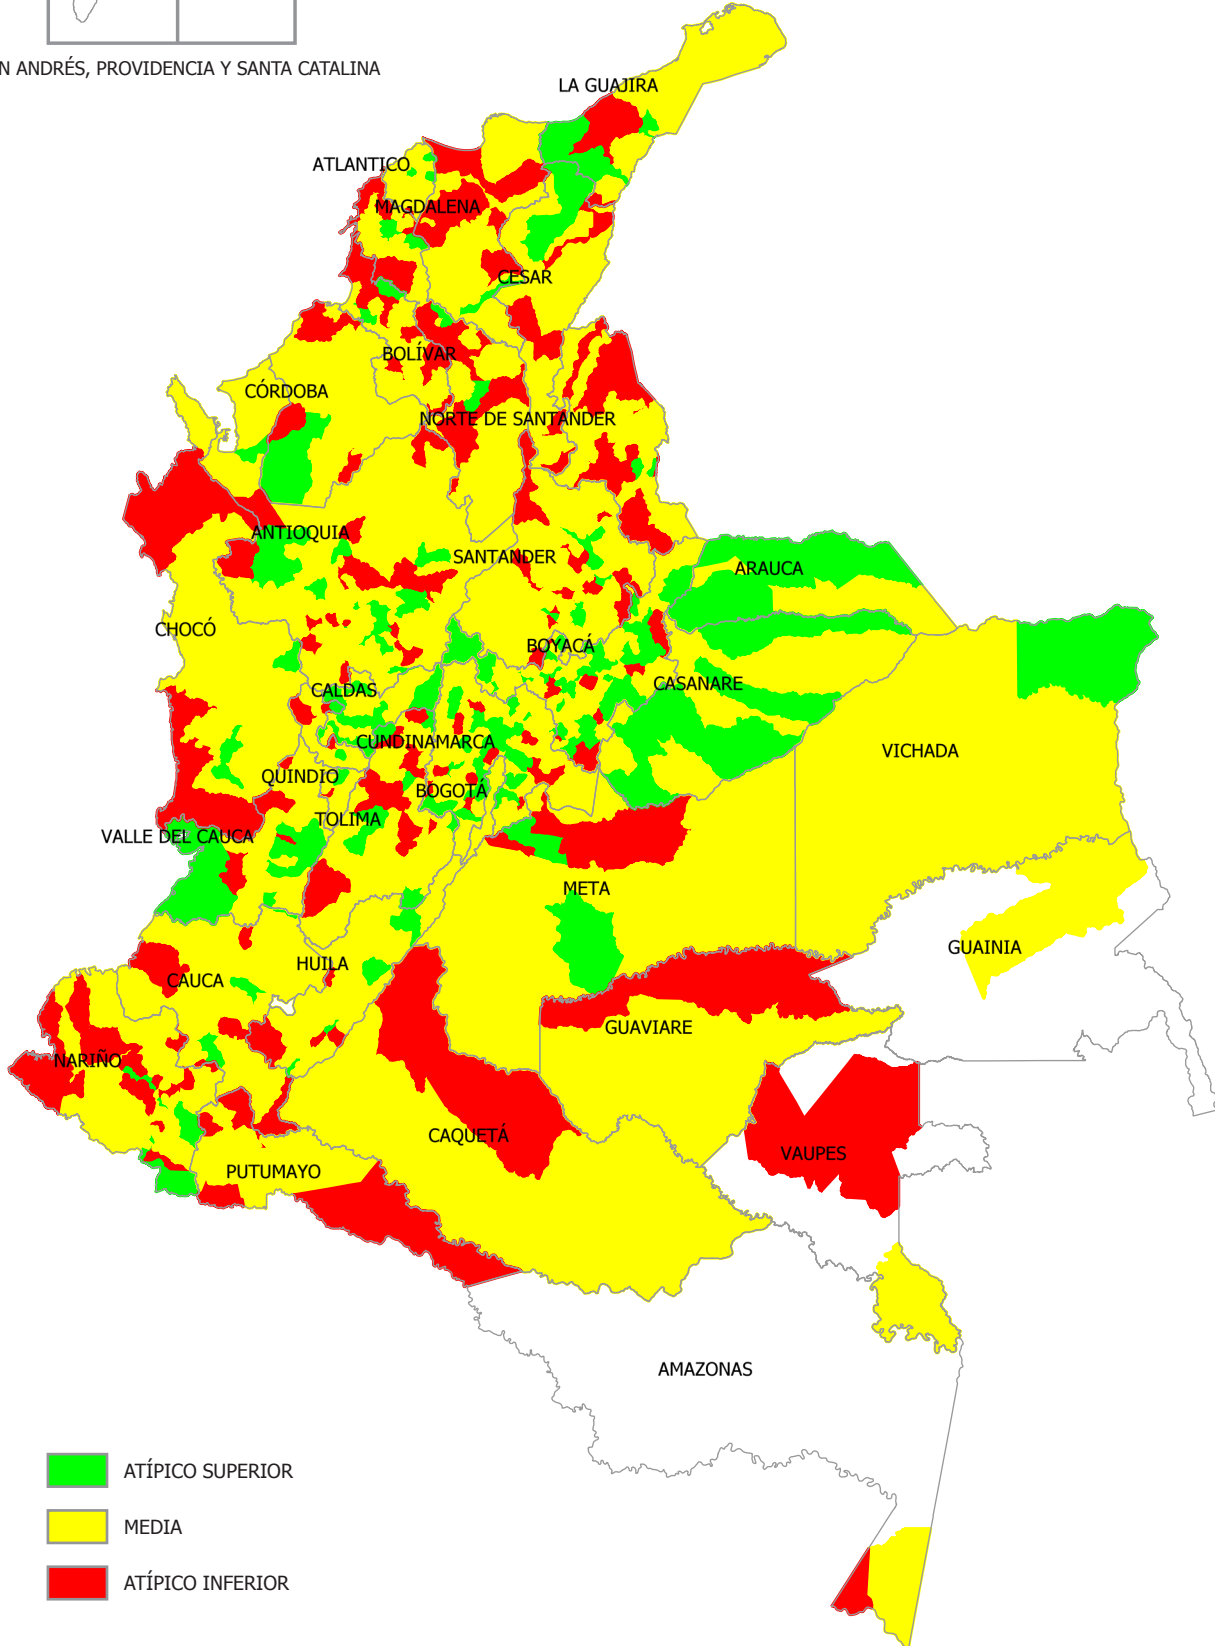 N ANDRÉS, PROVIDENCIA Y SANTA CATALINA
LA GUAJIRA
ATLANTICO
MAGDALENA
CESAR
BOLÍVAR
CÓRDOBA
NORTE DE SANTANDER
ANTIOQUIA
SANTANDER
ARAUCA
CHOCÓ
BOYACÁ
CASANARE
CALDAS
CUNDINAMARCA
VICHADA
QUINDIO
BOGOTÁ
TOLIMA
VALLE DEL CAUCA
META
GUAINIA
HUILA
CAUCA
GUAVIARE
NARIÑO
CAQUETÁ
VAUPES
PUTUMAYO
AMAZONAS
ATÍPICO SUPERIOR
MEDIA
ATÍPICO INFERIOR